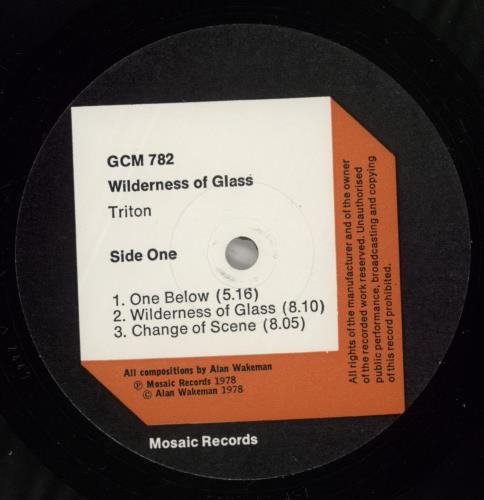 GCM 782
Wilderness of Glass
Triton
Side One
1. One Below (5.16)
2. Wilderness of Glass (8.10)
3. Change of Scene (8.05)
All compositions by Alan Wakeman
Ⓟ Mosaic Records 1978
© Alan Wakeman 1978
Mosaic Records
All rights of the manufacturer and of the owner
of the recorded work reserved. Unauthorised
public performance, broadcasting and copying
of this record prohibited.